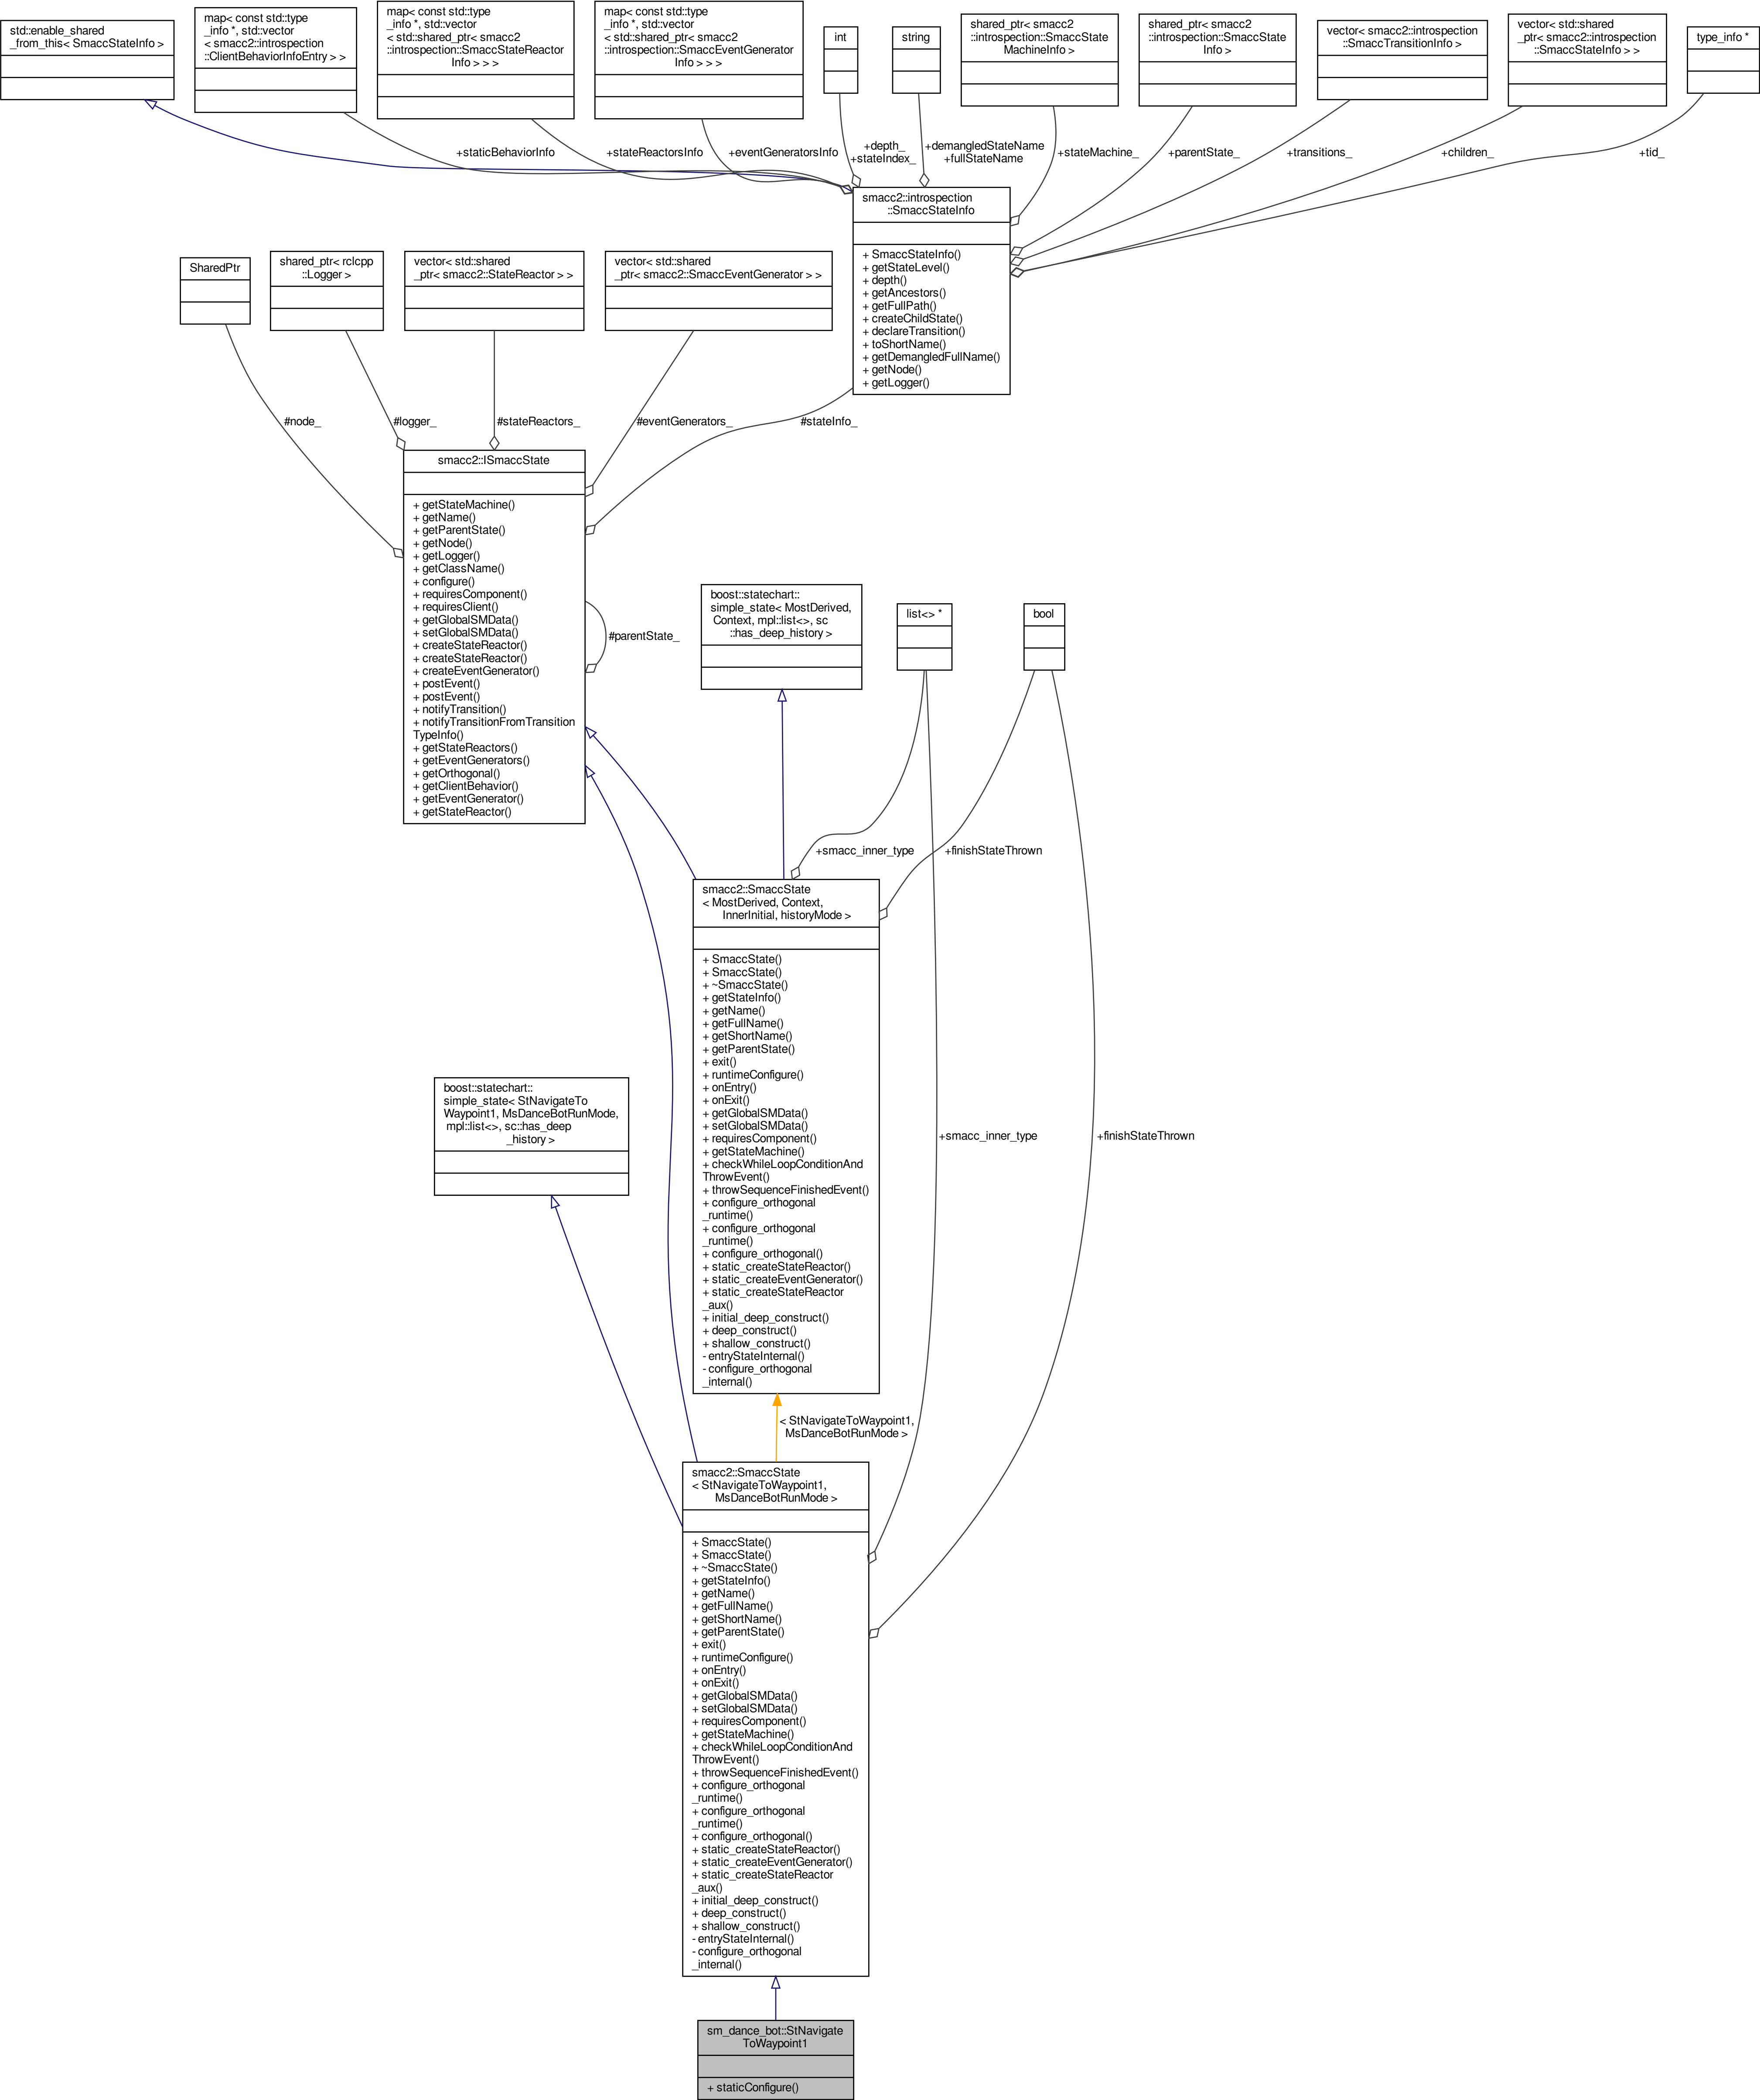 std::enable_shared
_from_this< SmaccStateInfo >
map< const std::type
_info *, std::vector
< smacc2::introspection
::ClientBehaviorInfoEntry > >
map< const std::type
_info *, std::vector
< std::shared_ptr< smacc2
::introspection::SmaccStateReactor
Info > > >
map< const std::type
_info *, std::vector
< std::shared_ptr< smacc2
::introspection::SmaccEventGenerator
Info > > >
int
string
shared_ptr< smacc2
::introspection::SmaccState
MachineInfo >
shared_ptr< smacc2
::introspection::SmaccState
Info >
vector< smacc2::introspection
::SmaccTransitionInfo >
vector< std::shared
_ptr< smacc2::introspection
::SmaccStateInfo > >
type_info *
+staticBehaviorInfo
+stateReactorsInfo
+eventGeneratorsInfo
+depth_
+stateIndex_
+demangledStateName
+fullStateName
+stateMachine_
+parentState_
+transitions_
+children_
+tid_
smacc2::introspection
::SmaccStateInfo
+ SmaccStateInfo()
+ getStateLevel()
+ depth()
+ getAncestors()
+ getFullPath()
+ createChildState()
+ declareTransition()
+ toShortName()
+ getDemangledFullName()
+ getNode()
+ getLogger()
SharedPtr
shared_ptr< rclcpp
::Logger >
vector< std::shared
_ptr< smacc2::StateReactor > >
vector< std::shared
_ptr< smacc2::SmaccEventGenerator > >
#node_
#logger_
#stateReactors_
#eventGenerators_
#stateInfo_
smacc2::ISmaccState
+ getStateMachine()
+ getName()
+ getParentState()
+ getNode()
+ getLogger()
+ getClassName()
+ configure()
+ requiresComponent()
+ requiresClient()
+ getGlobalSMData()
+ setGlobalSMData()
+ createStateReactor()
+ createStateReactor()
+ createEventGenerator()
+ postEvent()
+ postEvent()
+ notifyTransition()
+ notifyTransitionFromTransition
TypeInfo()
+ getStateReactors()
+ getEventGenerators()
+ getOrthogonal()
+ getClientBehavior()
+ getEventGenerator()
+ getStateReactor()
#parentState_
boost::statechart::
simple_state< MostDerived,
Context, mpl::list<>, sc
::has_deep_history >
list<> *
bool
+smacc_inner_type
+finishStateThrown
smacc2::SmaccState
< MostDerived, Context,
InnerInitial, historyMode >
+ SmaccState()
+ SmaccState()
+ ~SmaccState()
+ getStateInfo()
+ getName()
+ getFullName()
+ getShortName()
+ getParentState()
+ exit()
+ runtimeConfigure()
+ onEntry()
+ onExit()
+ getGlobalSMData()
+ setGlobalSMData()
+ requiresComponent()
+ getStateMachine()
+ checkWhileLoopConditionAnd
ThrowEvent()
+ throwSequenceFinishedEvent()
+ configure_orthogonal
_runtime()
+ configure_orthogonal
_runtime()
+ configure_orthogonal()
+ static_createStateReactor()
+ static_createEventGenerator()
+ static_createStateReactor
_aux()
+ initial_deep_construct()
+ deep_construct()
+ shallow_construct()
- entryStateInternal()
- configure_orthogonal
_internal()
boost::statechart::
simple_state< StNavigateTo
Waypoint1, MsDanceBotRunMode,
mpl::list<>, sc::has_deep
_history >
+smacc_inner_type
+finishStateThrown
< StNavigateToWaypoint1,
MsDanceBotRunMode >
smacc2::SmaccState
< StNavigateToWaypoint1,
MsDanceBotRunMode >
+ SmaccState()
+ SmaccState()
+ ~SmaccState()
+ getStateInfo()
+ getName()
+ getFullName()
+ getShortName()
+ getParentState()
+ exit()
+ runtimeConfigure()
+ onEntry()
+ onExit()
+ getGlobalSMData()
+ setGlobalSMData()
+ requiresComponent()
+ getStateMachine()
+ checkWhileLoopConditionAnd
ThrowEvent()
+ throwSequenceFinishedEvent()
+ configure_orthogonal
_runtime()
+ configure_orthogonal
_runtime()
+ configure_orthogonal()
+ static_createStateReactor()
+ static_createEventGenerator()
+ static_createStateReactor
_aux()
+ initial_deep_construct()
+ deep_construct()
+ shallow_construct()
- entryStateInternal()
- configure_orthogonal
_internal()
sm_dance_bot::StNavigate
ToWaypoint1
+ staticConfigure()